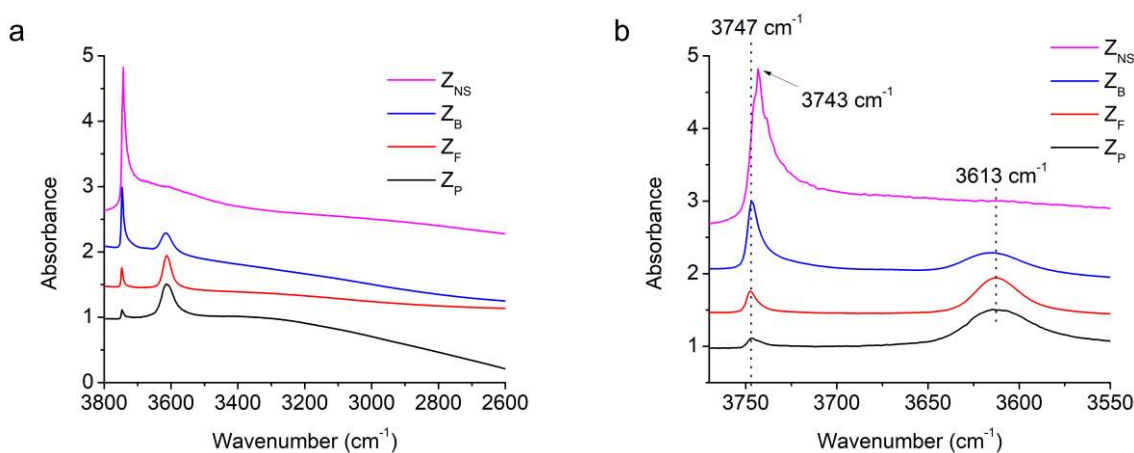 a
5
4
3
2
1
0
Absorbance
3800 3600 3400 3200 3000 2800 2600
Wavenumber (cm⁻¹)
Z_NS
Z_B
Z_F
Z_P
b
3747 cm⁻¹
3743 cm⁻¹
3613 cm⁻¹
5
4
3
2
1
Absorbance
3750 3700 3650 3600 3550
Wavenumber (cm⁻¹)
Z_NS
Z_B
Z_F
Z_P